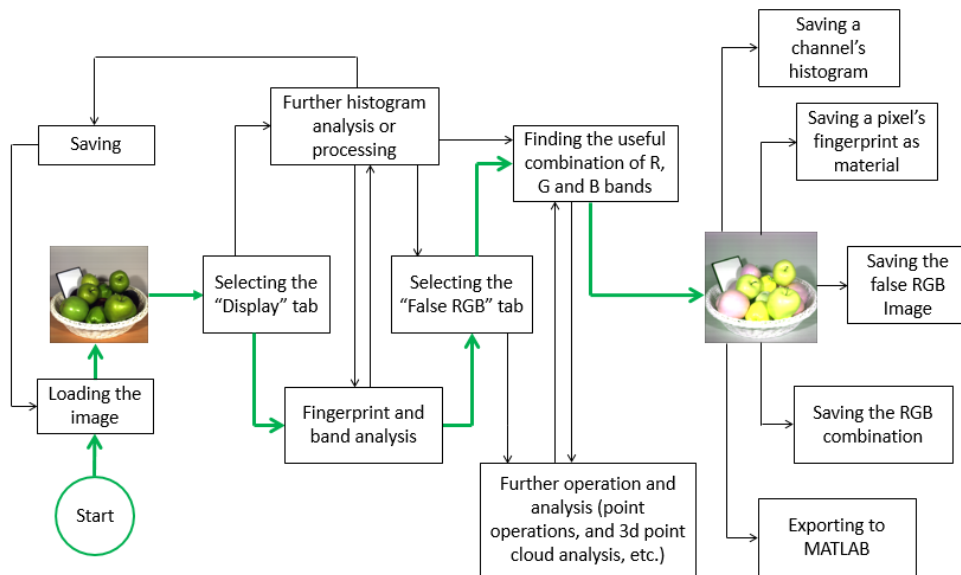 Saving a
channel's
histogram
Further histogram
analysis or
processing
Saving
Finding the useful
combination of R,
G and B bands
Saving a pixel's
fingerprint as
material
Selecting the
"Display" tab
Selecting the
"False RGB" tab
Saving the
false RGB
Image
Loading the
image
Fingerprint and
band analysis
Saving the RGB
combination
Start
Further operation and
analysis (point
operations, and 3d point
cloud analysis, etc.)
Exporting to
MATLAB